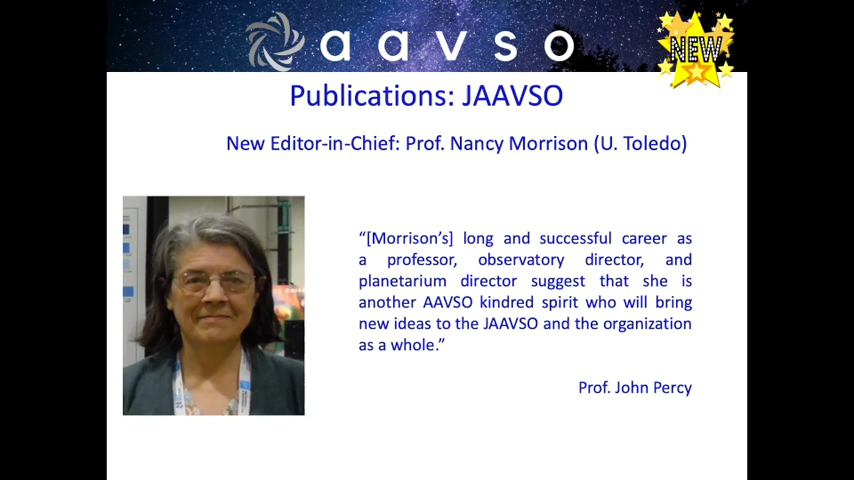 aavso
NEW
Publications: JAAVSO
New Editor-in-Chief: Prof. Nancy Morrison (U. Toledo)
“[Morrison’s] long and successful career as
a professor, observatory director, and
planetarium director suggest that she is
another AAVSO kindred spirit who will bring
new ideas to the JAAVSO and the organization
as a whole.”
Prof. John Percy